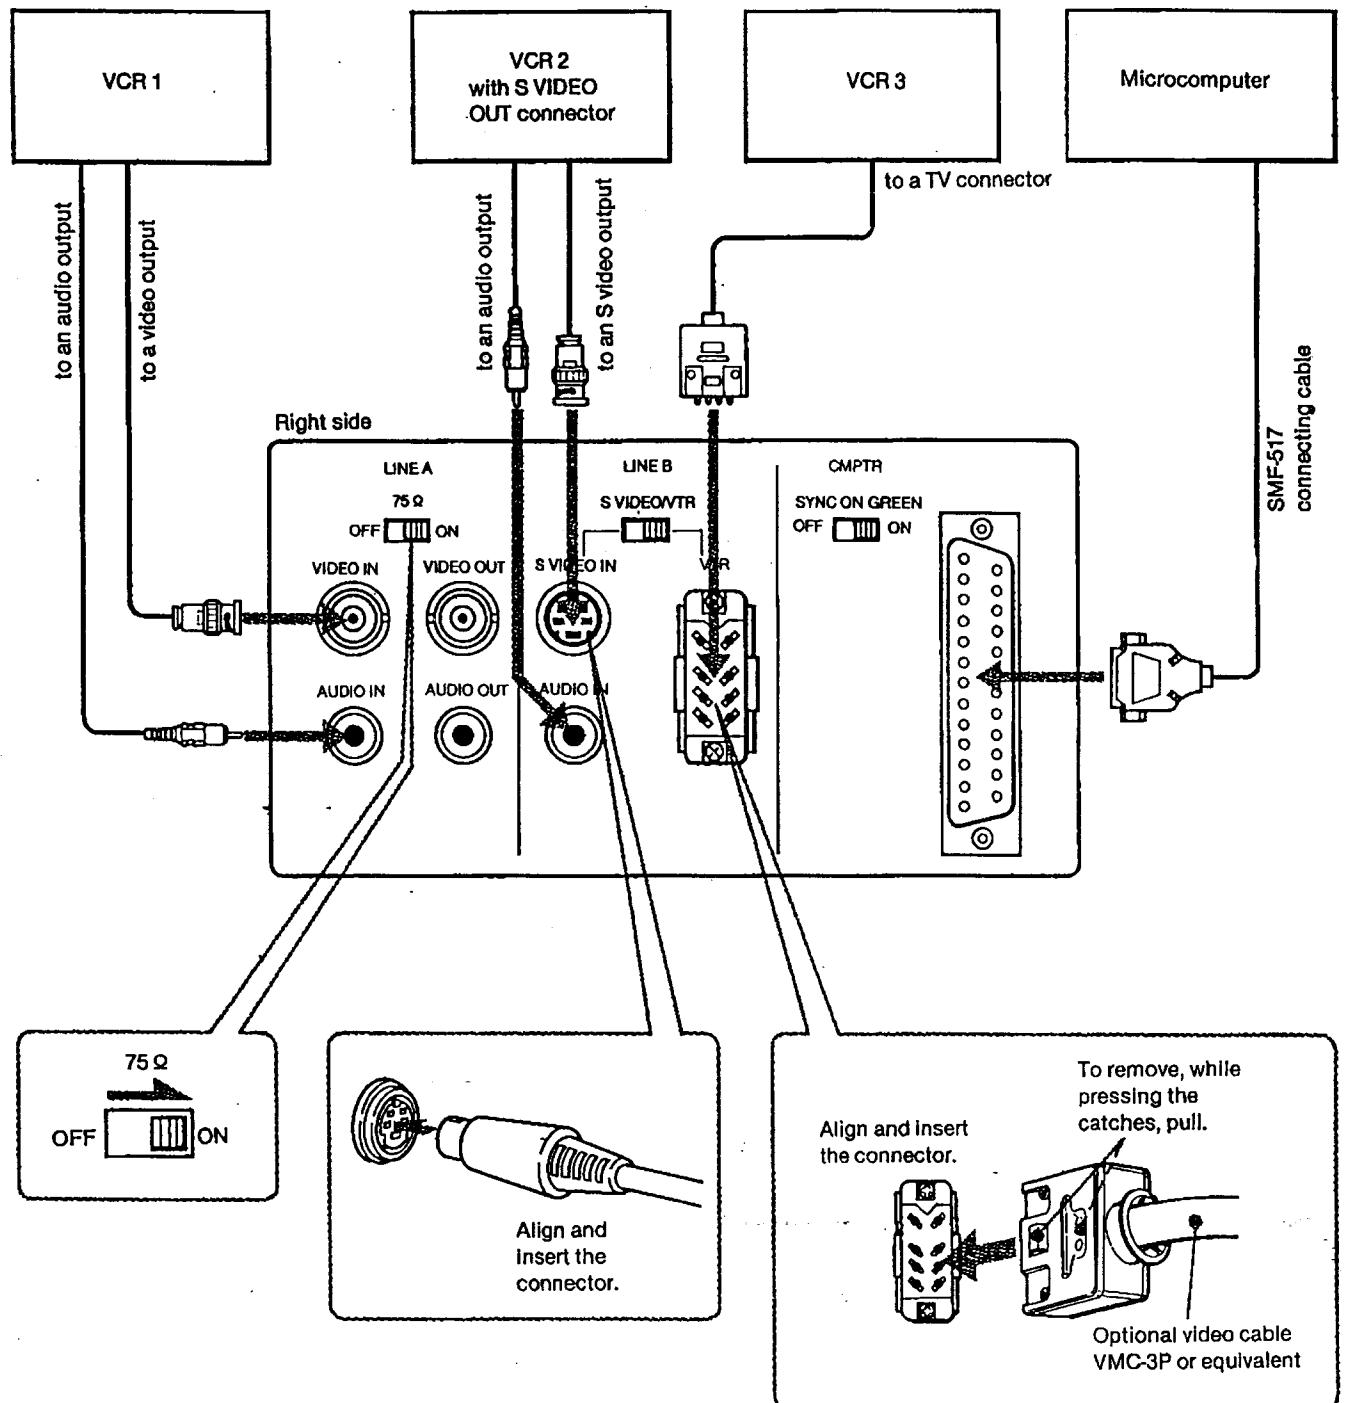 VCR 1
VCR 2
with S VIDEO
OUT connector
VCR 3
Microcomputer
to a TV connector
to an audio output
to a video output
to an audio output
to an S video output
SMF-517
connecting cable
Right side
LINE A
LINE B
CMPTR
75 Ω
OFF
ON
S VIDEO/VTR
SYNC ON GREEN
OFF
ON
VIDEO IN
VIDEO OUT
S VIDEO IN
AUDIO IN
AUDIO OUT
AUDIO IN
75 Ω
OFF
ON
Align and
insert the
connector.
To remove, while
pressing the
catches, pull.
Align and insert
the connector.
Optional video cable
VMC-3P or equivalent